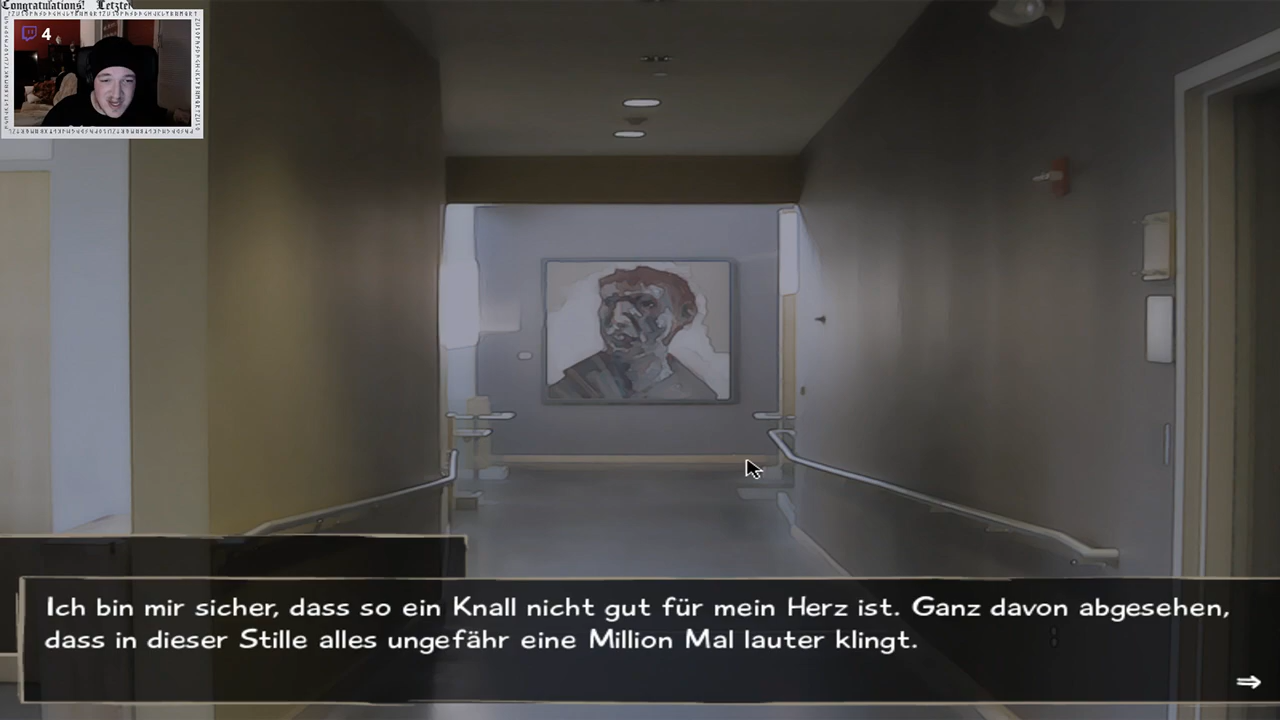 Congratulations! Letzter
4
Ich bin mir sicher, dass so ein Knall nicht gut für mein Herz ist. Ganz davon abgesehen,
dass in dieser Stille alles ungefähr eine Million Mal lauter klingt.